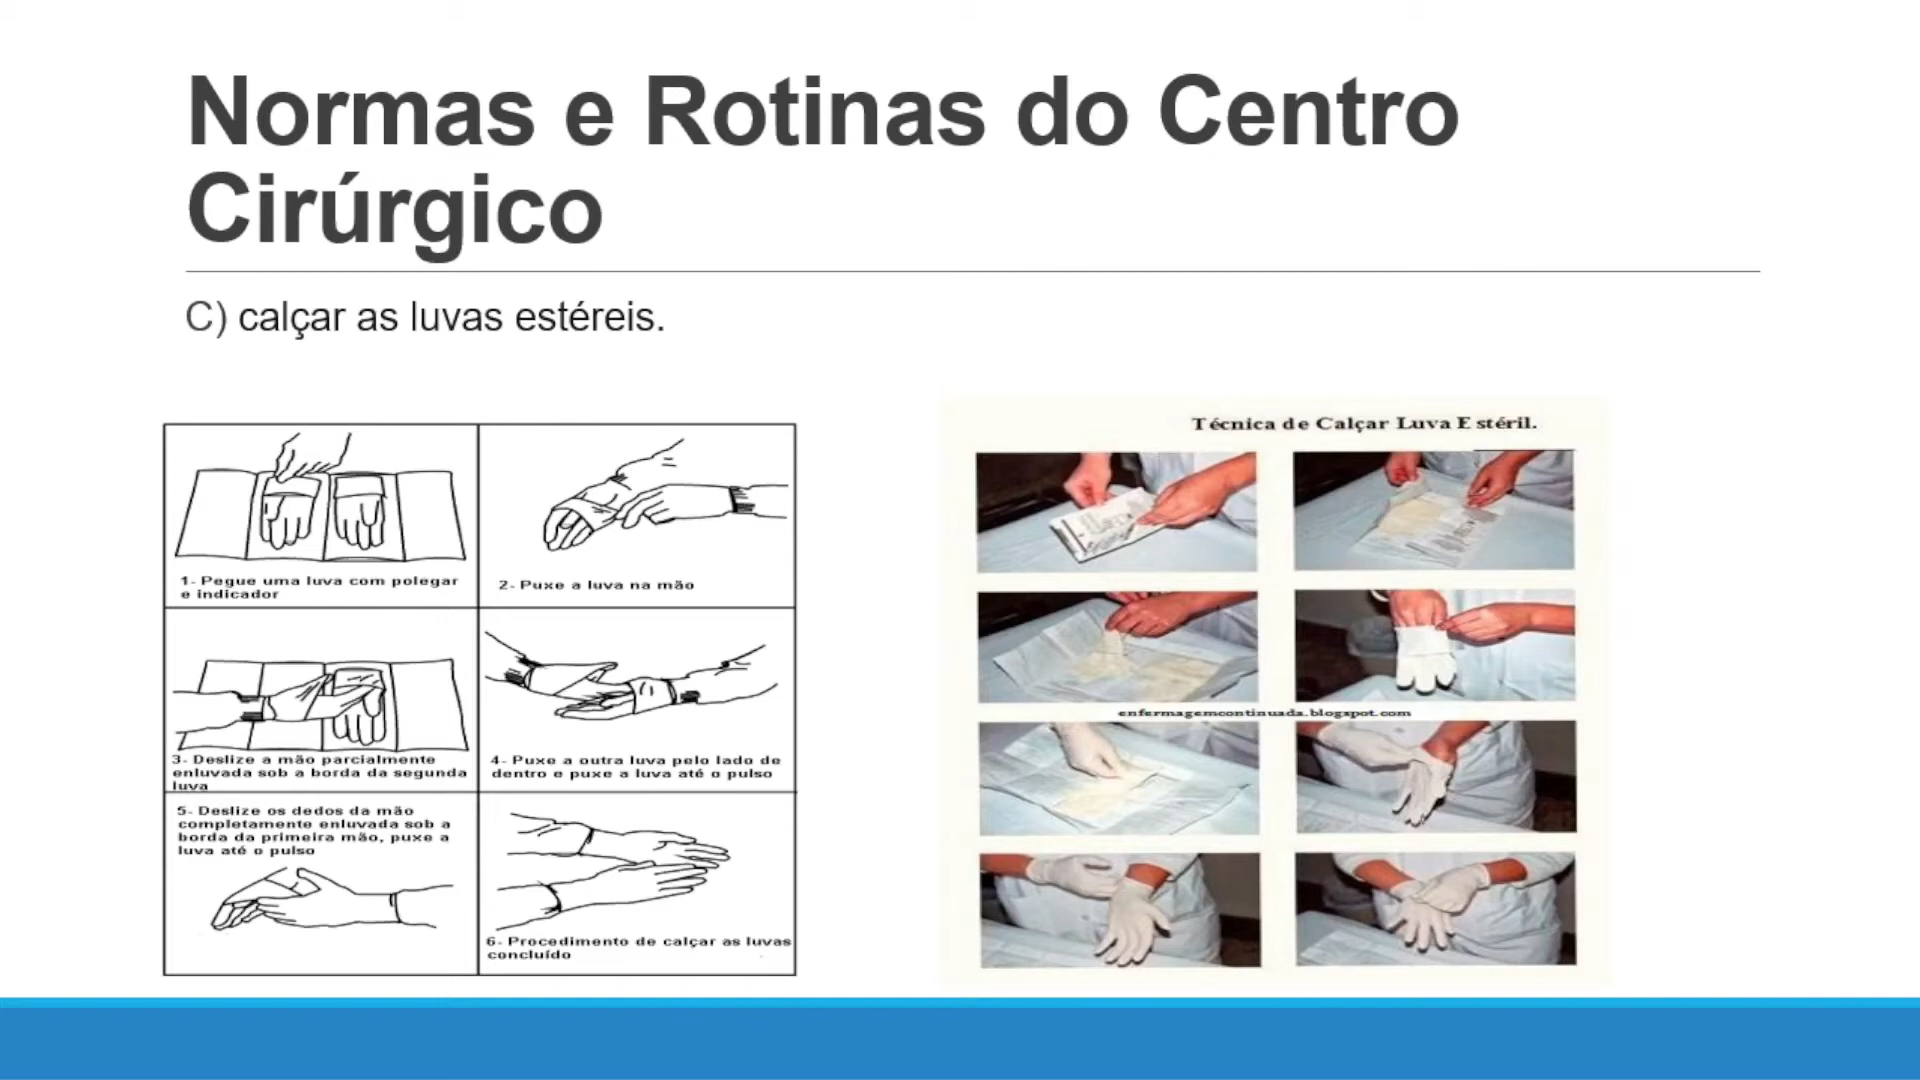 Normas e Rotinas do Centro
Cirúrgico
C) calçar as luvas estéreis.
1- Pegue uma luva com polegar
e indicador
2- Puxe a luva na mão
3- Deslize a mão parcialmente
enluvada sob a borda da segunda
luva
4- Puxe a outra luva pelo lado de
dentro e puxe a luva até o pulso
5- Deslize os dedos da mão
completamente enluvada sob a
borda da primeira mão, puxe a
luva até o pulso
6- Procedimento de calçar as luvas
concluído
Técnica de Calçar Luva E stéril.
enfermagemcontinuada.blogspot.com